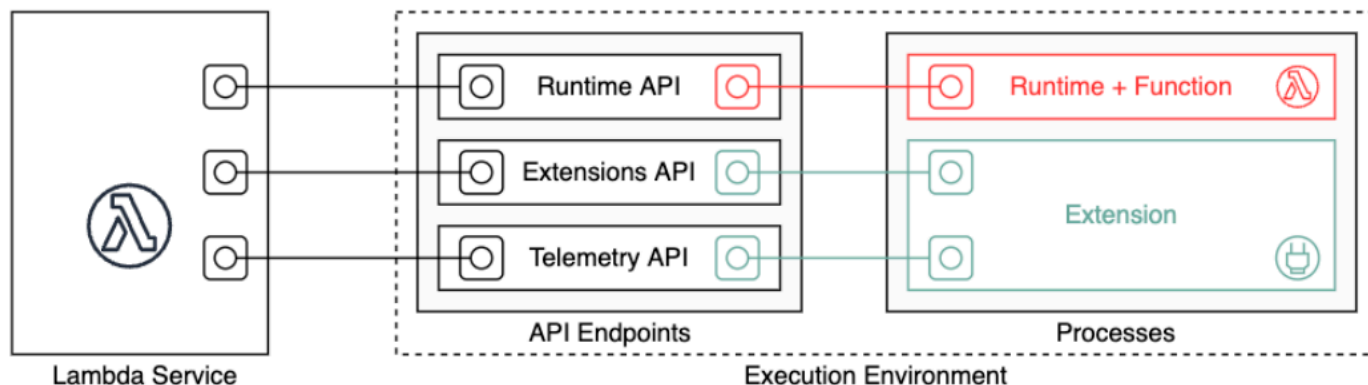 Runtime API
Runtime + Function
Extensions API
Extension
Telemetry API
API Endpoints
Processes
Lambda Service
Execution Environment